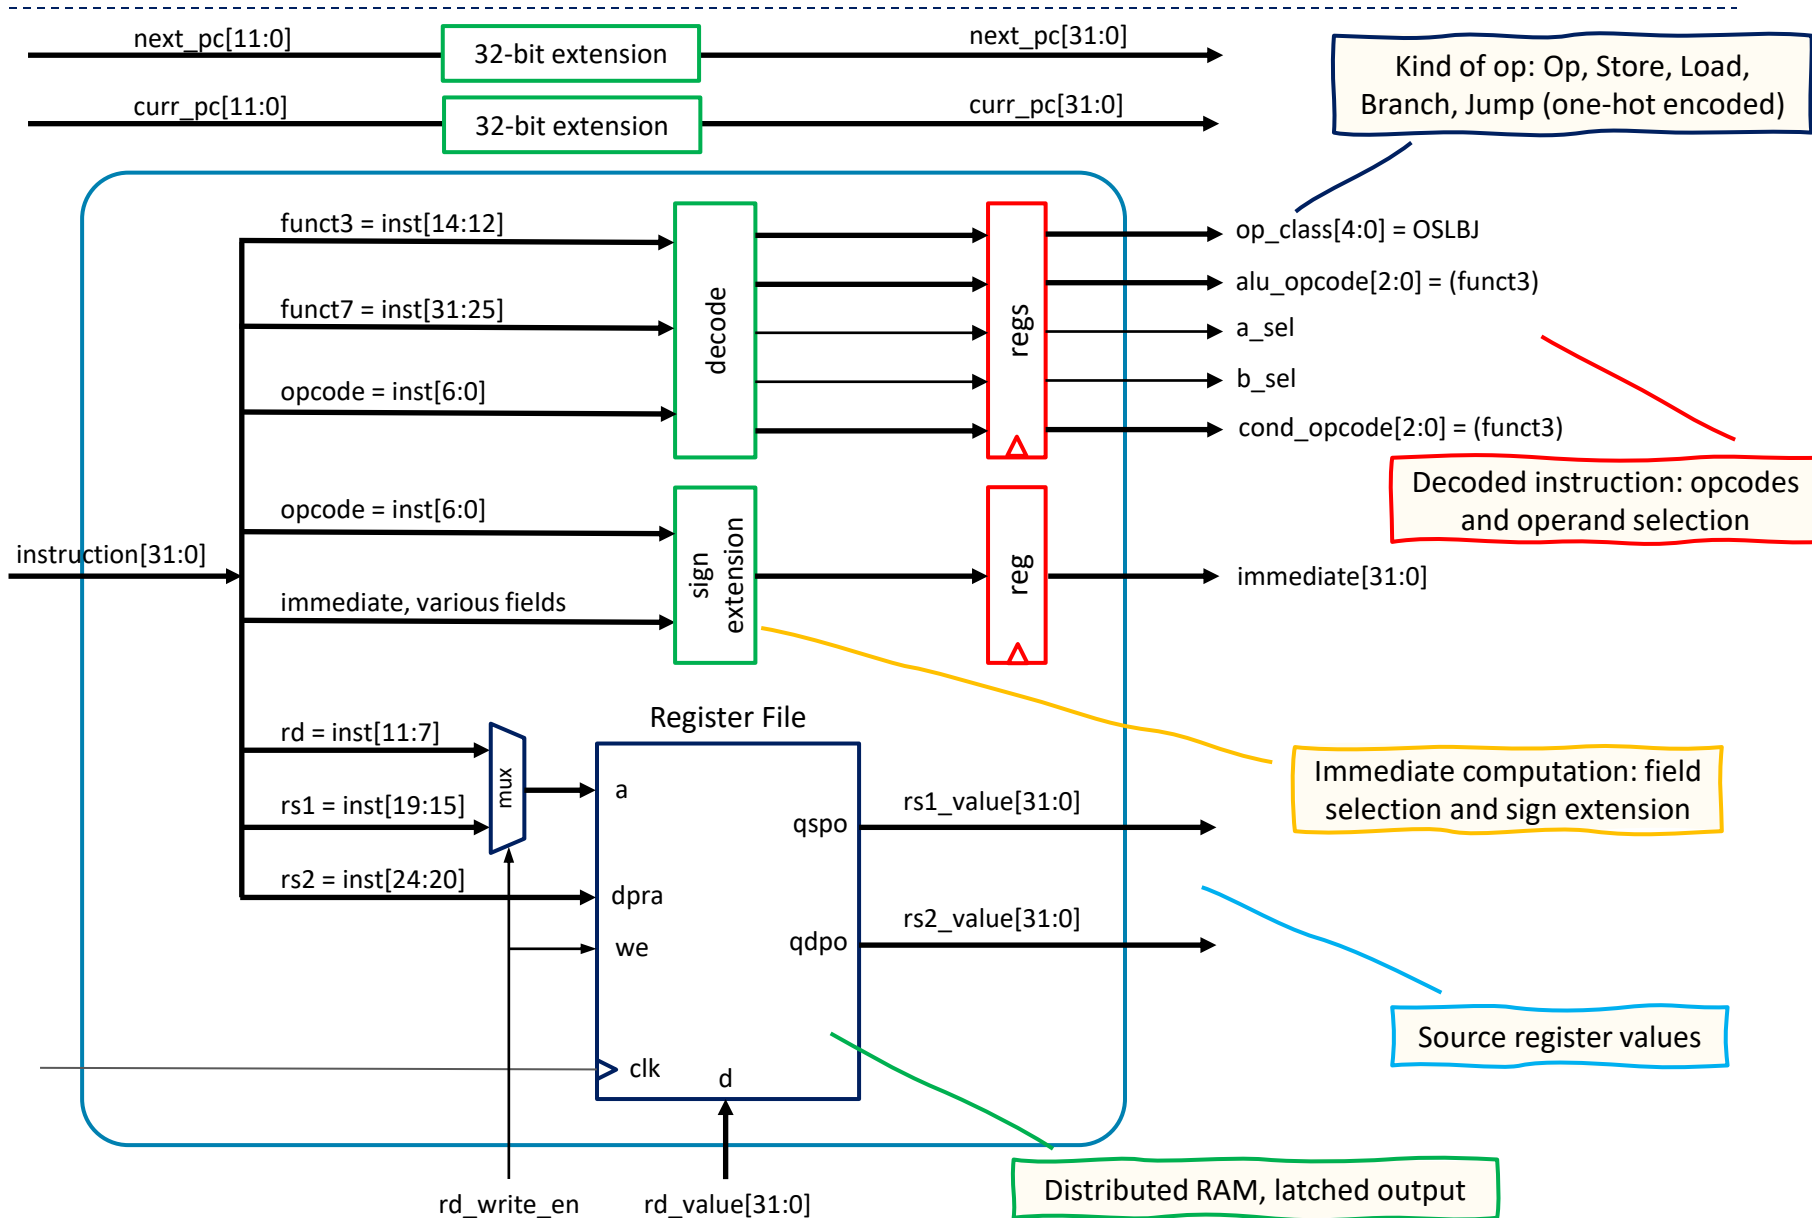 next_pc[11:0]
32-bit extension
next_pc[31:0]
curr_pc[11:0]
32-bit extension
curr_pc[31:0]
Kind of op: Op, Store, Load,
Branch, Jump (one-hot encoded)
funct3 = inst[14:12]
funct7 = inst[31:25]
opcode = inst[6:0]
decode
regs
op_class[4:0] = OSLBJ
alu_opcode[2:0] = (funct3)
a_sel
b_sel
cond_opcode[2:0] = (funct3)
Decoded instruction: opcodes
and operand selection
instruction[31:0]
opcode = inst[6:0]
immediate, various fields
sign
extension
reg
immediate[31:0]
Register File
rd = inst[11:7]
rs1 = inst[19:15]
rs2 = inst[24:20]
mux
a
dpra
we
clk
d
qspo
qdpo
rs1_value[31:0]
rs2_value[31:0]
Immediate computation: field
selection and sign extension
Source register values
Distributed RAM, latched output
rd_write_en
rd_value[31:0]